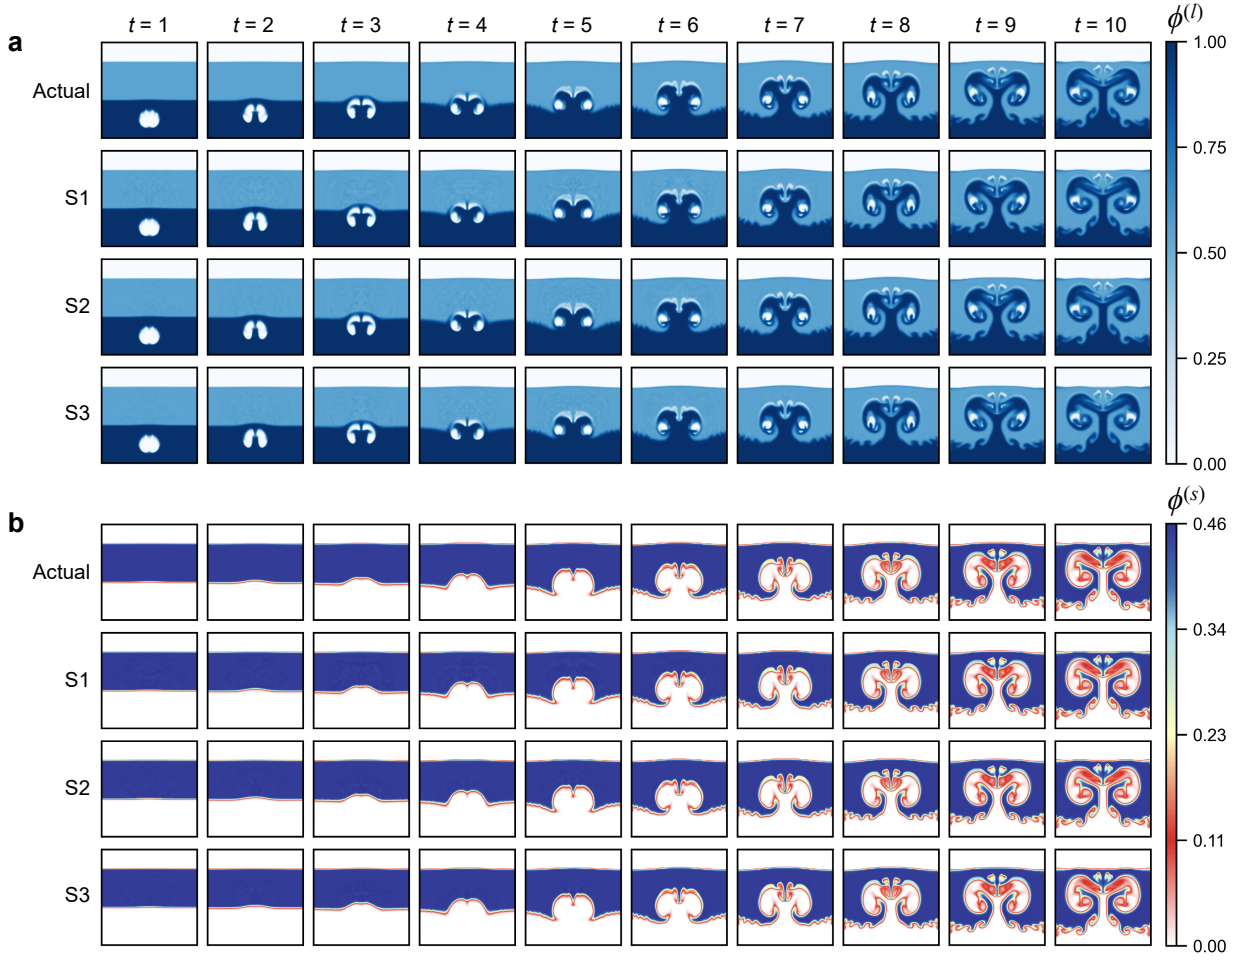 t = 1 t = 2 t = 3 t = 4 t = 5 t = 6 t = 7 t = 8 t = 9 t = 10 ϕ(l)
a
Actual
S1
S2
S3
1.00
0.75
0.50
0.25
0.00
b
ϕ(s)
Actual
S1
S2
S3
0.46
0.34
0.23
0.11
0.00